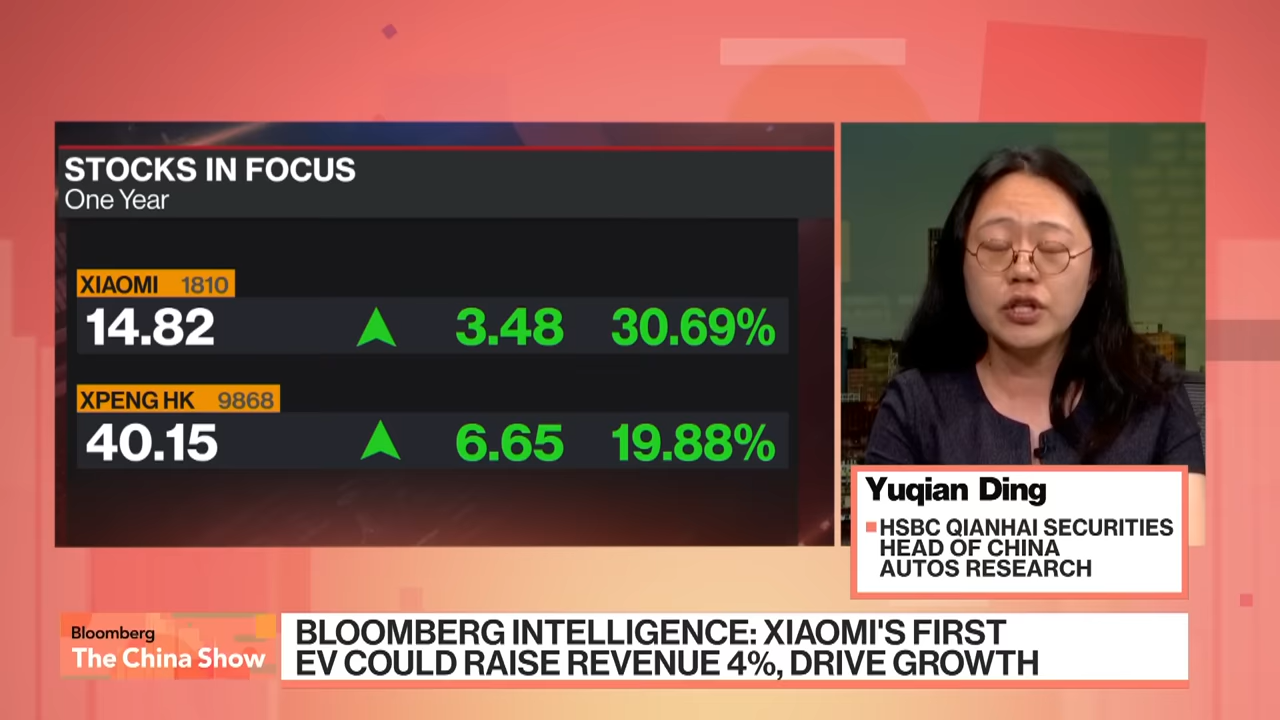 STOCKS IN FOCUS
One Year
XIAOMI 1810
14.82 3.48 30.69%
XPENG HK 9868
40.15 6.65 19.88%
Yuqian Ding
HSBC QIANHAI SECURITIES
HEAD OF CHINA
AUTOS RESEARCH
Bloomberg
The China Show
BLOOMBERG INTELLIGENCE: XIAOMI'S FIRST
EV COULD RAISE REVENUE 4%, DRIVE GROWTH